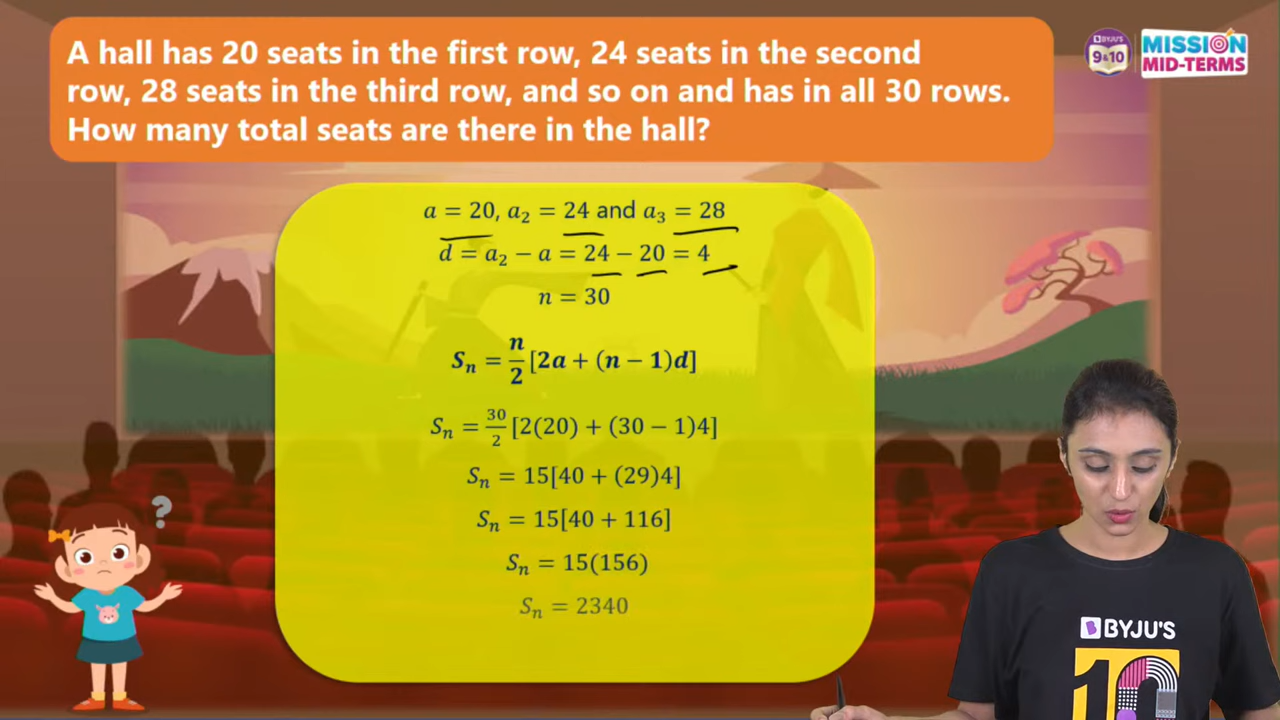 A hall has 20 seats in the first row, 24 seats in the second
row, 28 seats in the third row, and so on and has in all 30 rows.
How many total seats are there in the hall?
BYJU'S
9&10
MISSION
MID-TERMS
a = 20, a₂ = 24 and a₃ = 28
d = a₂ − a = 24 − 20 = 4
n = 30
Sₙ = n/2 [2a + (n − 1)d]
Sₙ = 30/2 [2(20) + (30 − 1)4]
Sₙ = 15[40 + (29)4]
Sₙ = 15[40 + 116]
Sₙ = 15(156)
Sₙ = 2340
?
BYJU'S
10